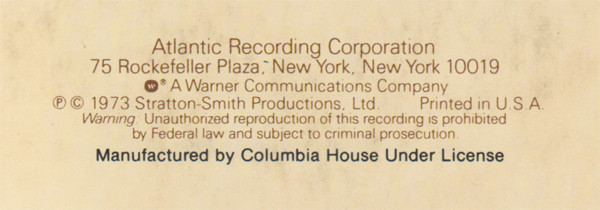 Atlantic Recording Corporation
75 Rockefeller Plaza, New York, New York 10019
W ® A Warner Communications Company
℗ © 1973 Stratton-Smith Productions, Ltd. Printed in U.S.A.
Warning. Unauthorized reproduction of this recording is prohibited
by Federal law and subject to criminal prosecution.
Manufactured by Columbia House Under License